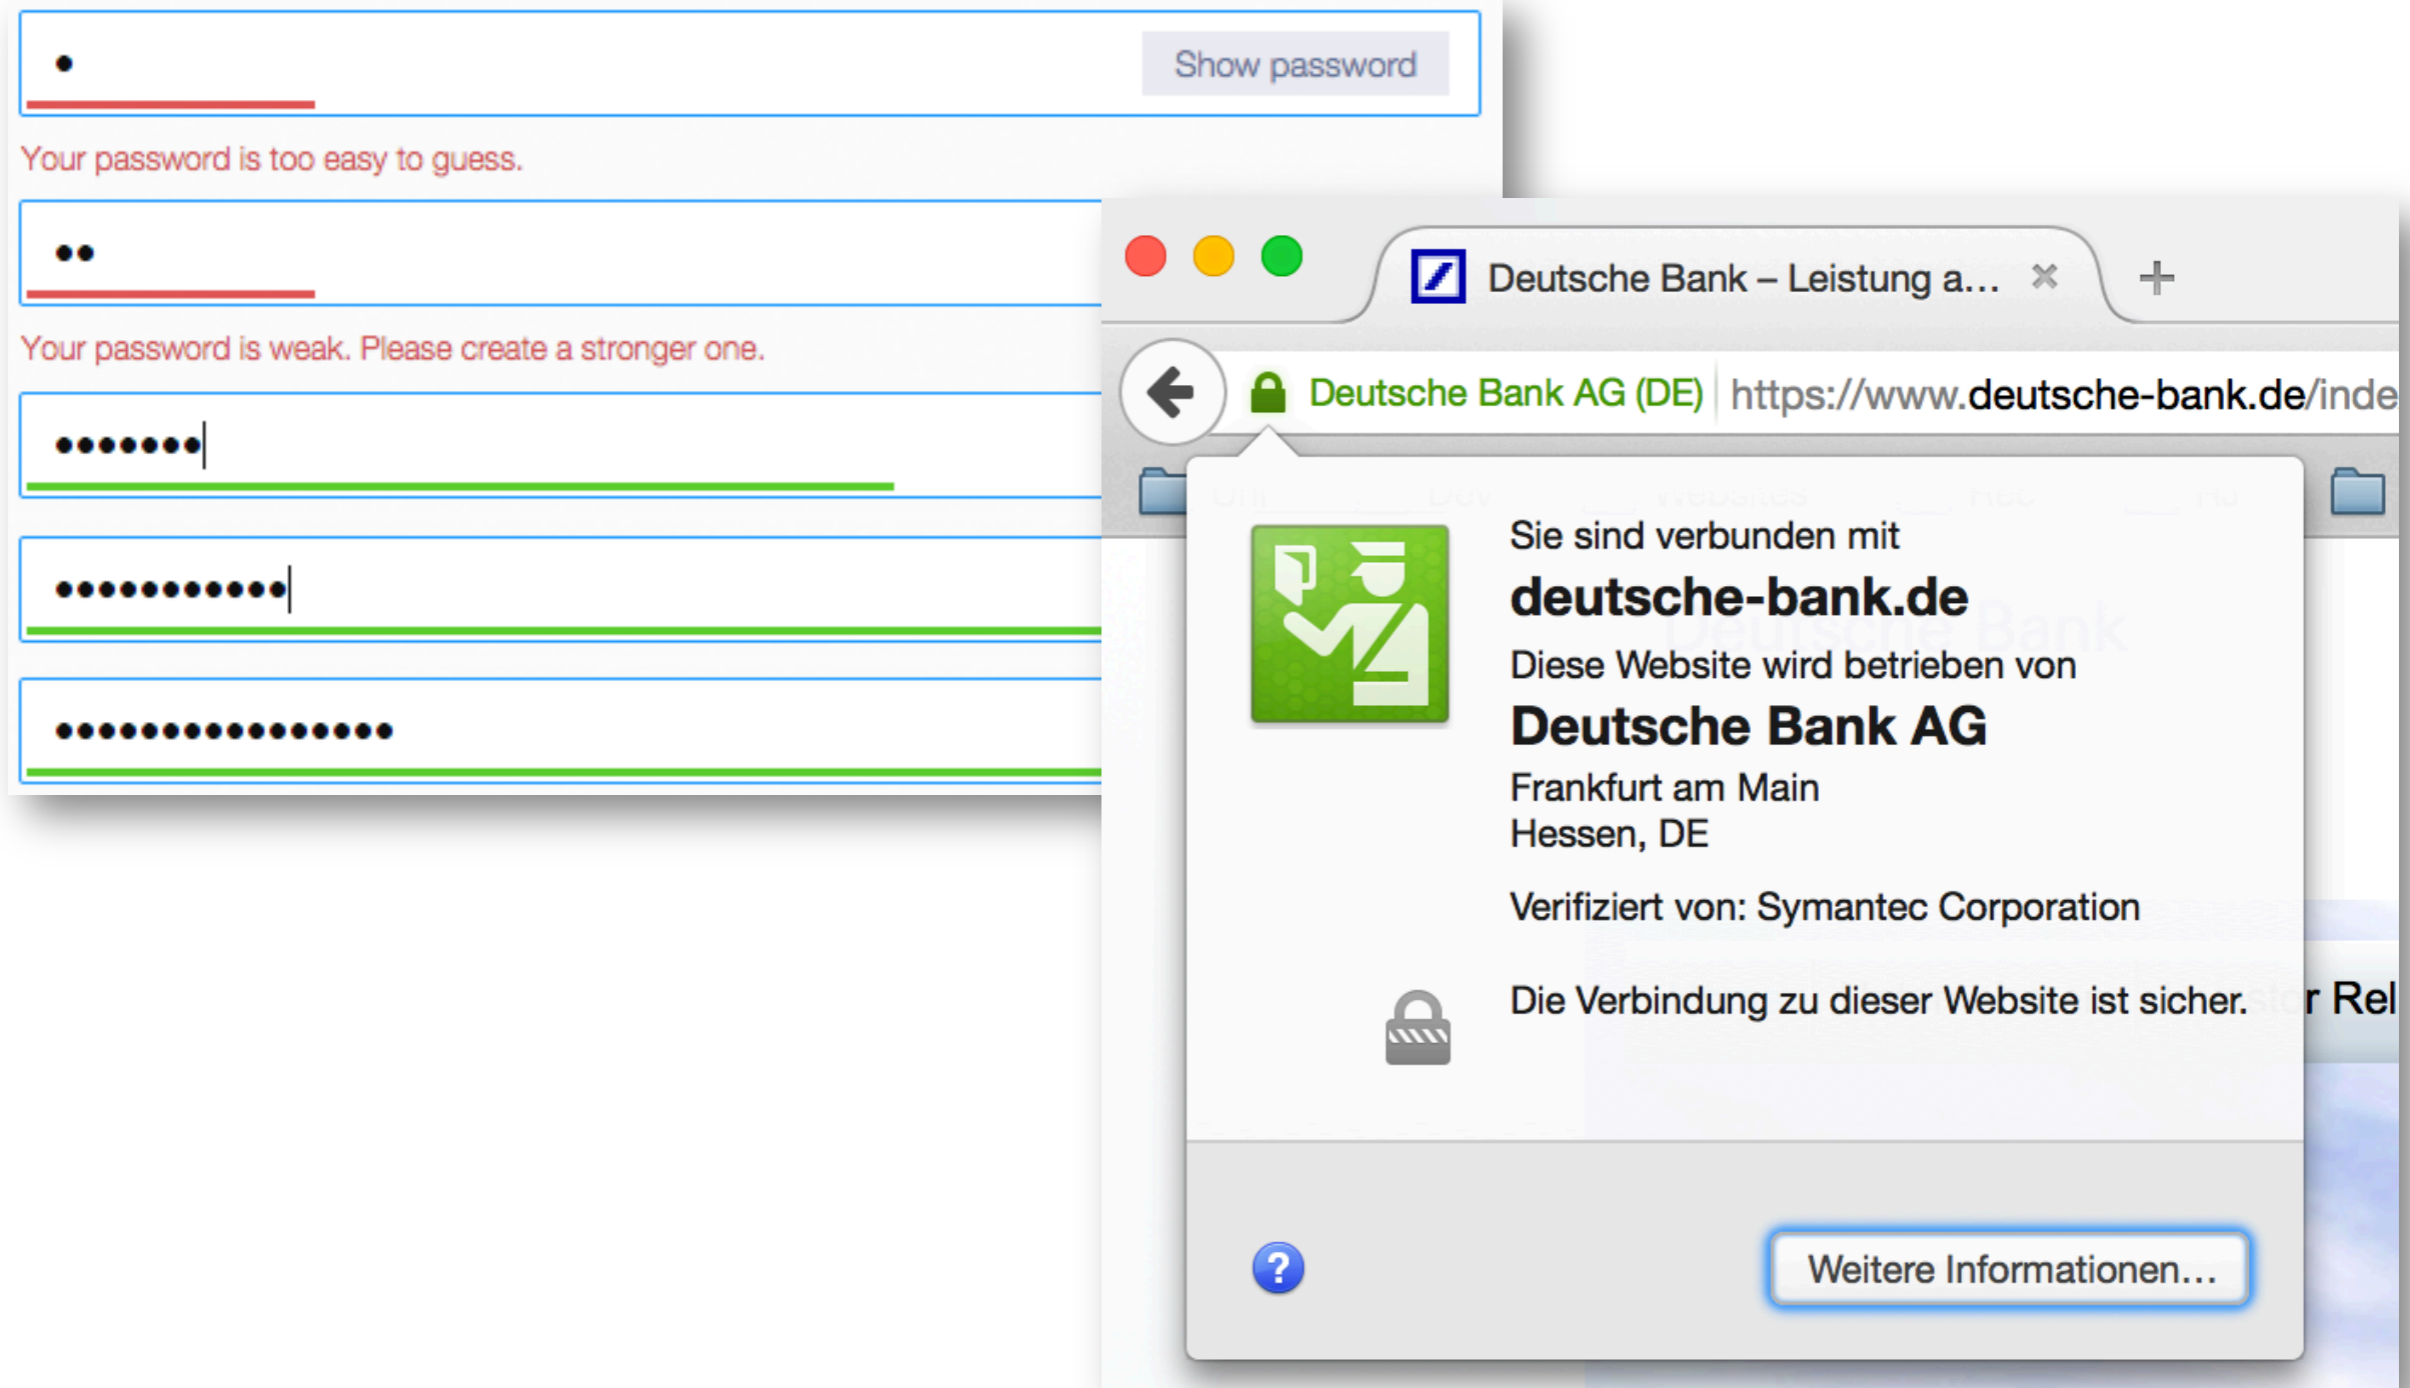 Show password
Your password is too easy to guess.
Your password is weak. Please create a stronger one.
Deutsche Bank – Leistung a…
Deutsche Bank AG (DE) https://www.deutsche-bank.de/inde
Sie sind verbunden mit
deutsche-bank.de
Diese Website wird betrieben von
Deutsche Bank AG
Frankfurt am Main
Hessen, DE
Verifiziert von: Symantec Corporation
Die Verbindung zu dieser Website ist sicher.
r Rel
?
Weitere Informationen…